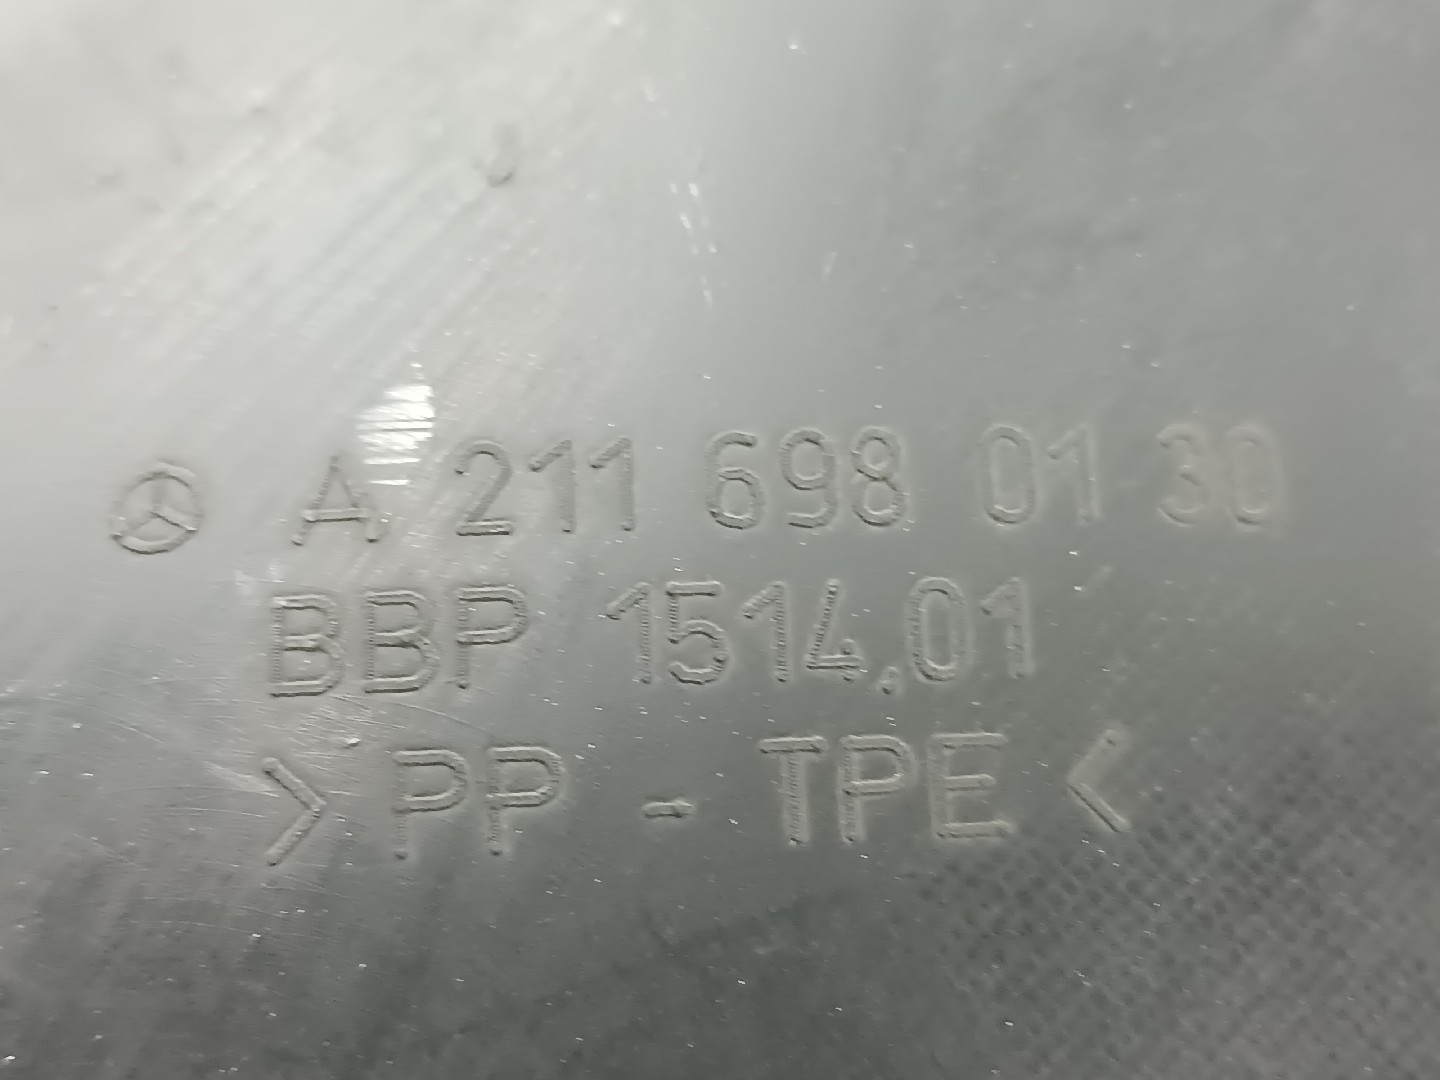 A 211 698 01 30
BBP 1514.01
> PP - TPE <